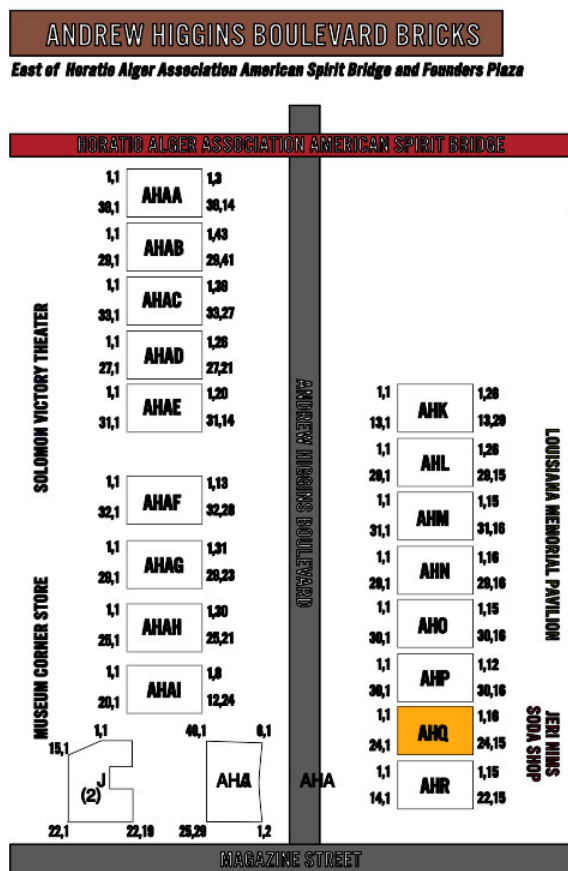 ANDREW HIGGINS BOULEVARD BRICKS
East of Horatio Alger Association American Spirit Bridge and Founders Plaza
HORATIO ALGER ASSOCIATION AMERICAN SPIRIT BRIDGE
SOLOMON VICTORY THEATER
1,1 AHAA 1,3
38,1 38,14
1,1 AHAB 1,43
29,1 29,41
1,1 AHAC 1,39
33,1 33,27
1,1 AHAD 1,26
27,1 27,21
1,1 AHAE 1,20
31,1 31,14
1,1 AHAF 1,13
32,1 32,28
MUSEUM CORNER STORE
1,1 AHAG 1,31
29,1 29,23
1,1 AHAH 1,30
25,1 25,21
1,1 AHAI 1,8
20,1 12,24
1,1
15,1
J
(2)
22,1 22,19
40,1 6,1
AHA
25,29 1,2
ANDREW HIGGINS BOULEVARD
AHA
1,1 AHK 1,26
13,1 13,29
1,1 AHL 1,26
29,1 29,15
1,1 AHM 1,15
31,1 31,16
1,1 AHN 1,16
29,1 29,16
1,1 AHO 1,15
30,1 30,16
1,1 AHP 1,12
30,1 30,16
1,1 AHQ 1,16
24,1 24,15
1,1 AHR 1,15
14,1 22,15
LOUISIANA MEMORIAL PAVILION
JERI NIMS
SODA SHOP
MAGAZINE STREET